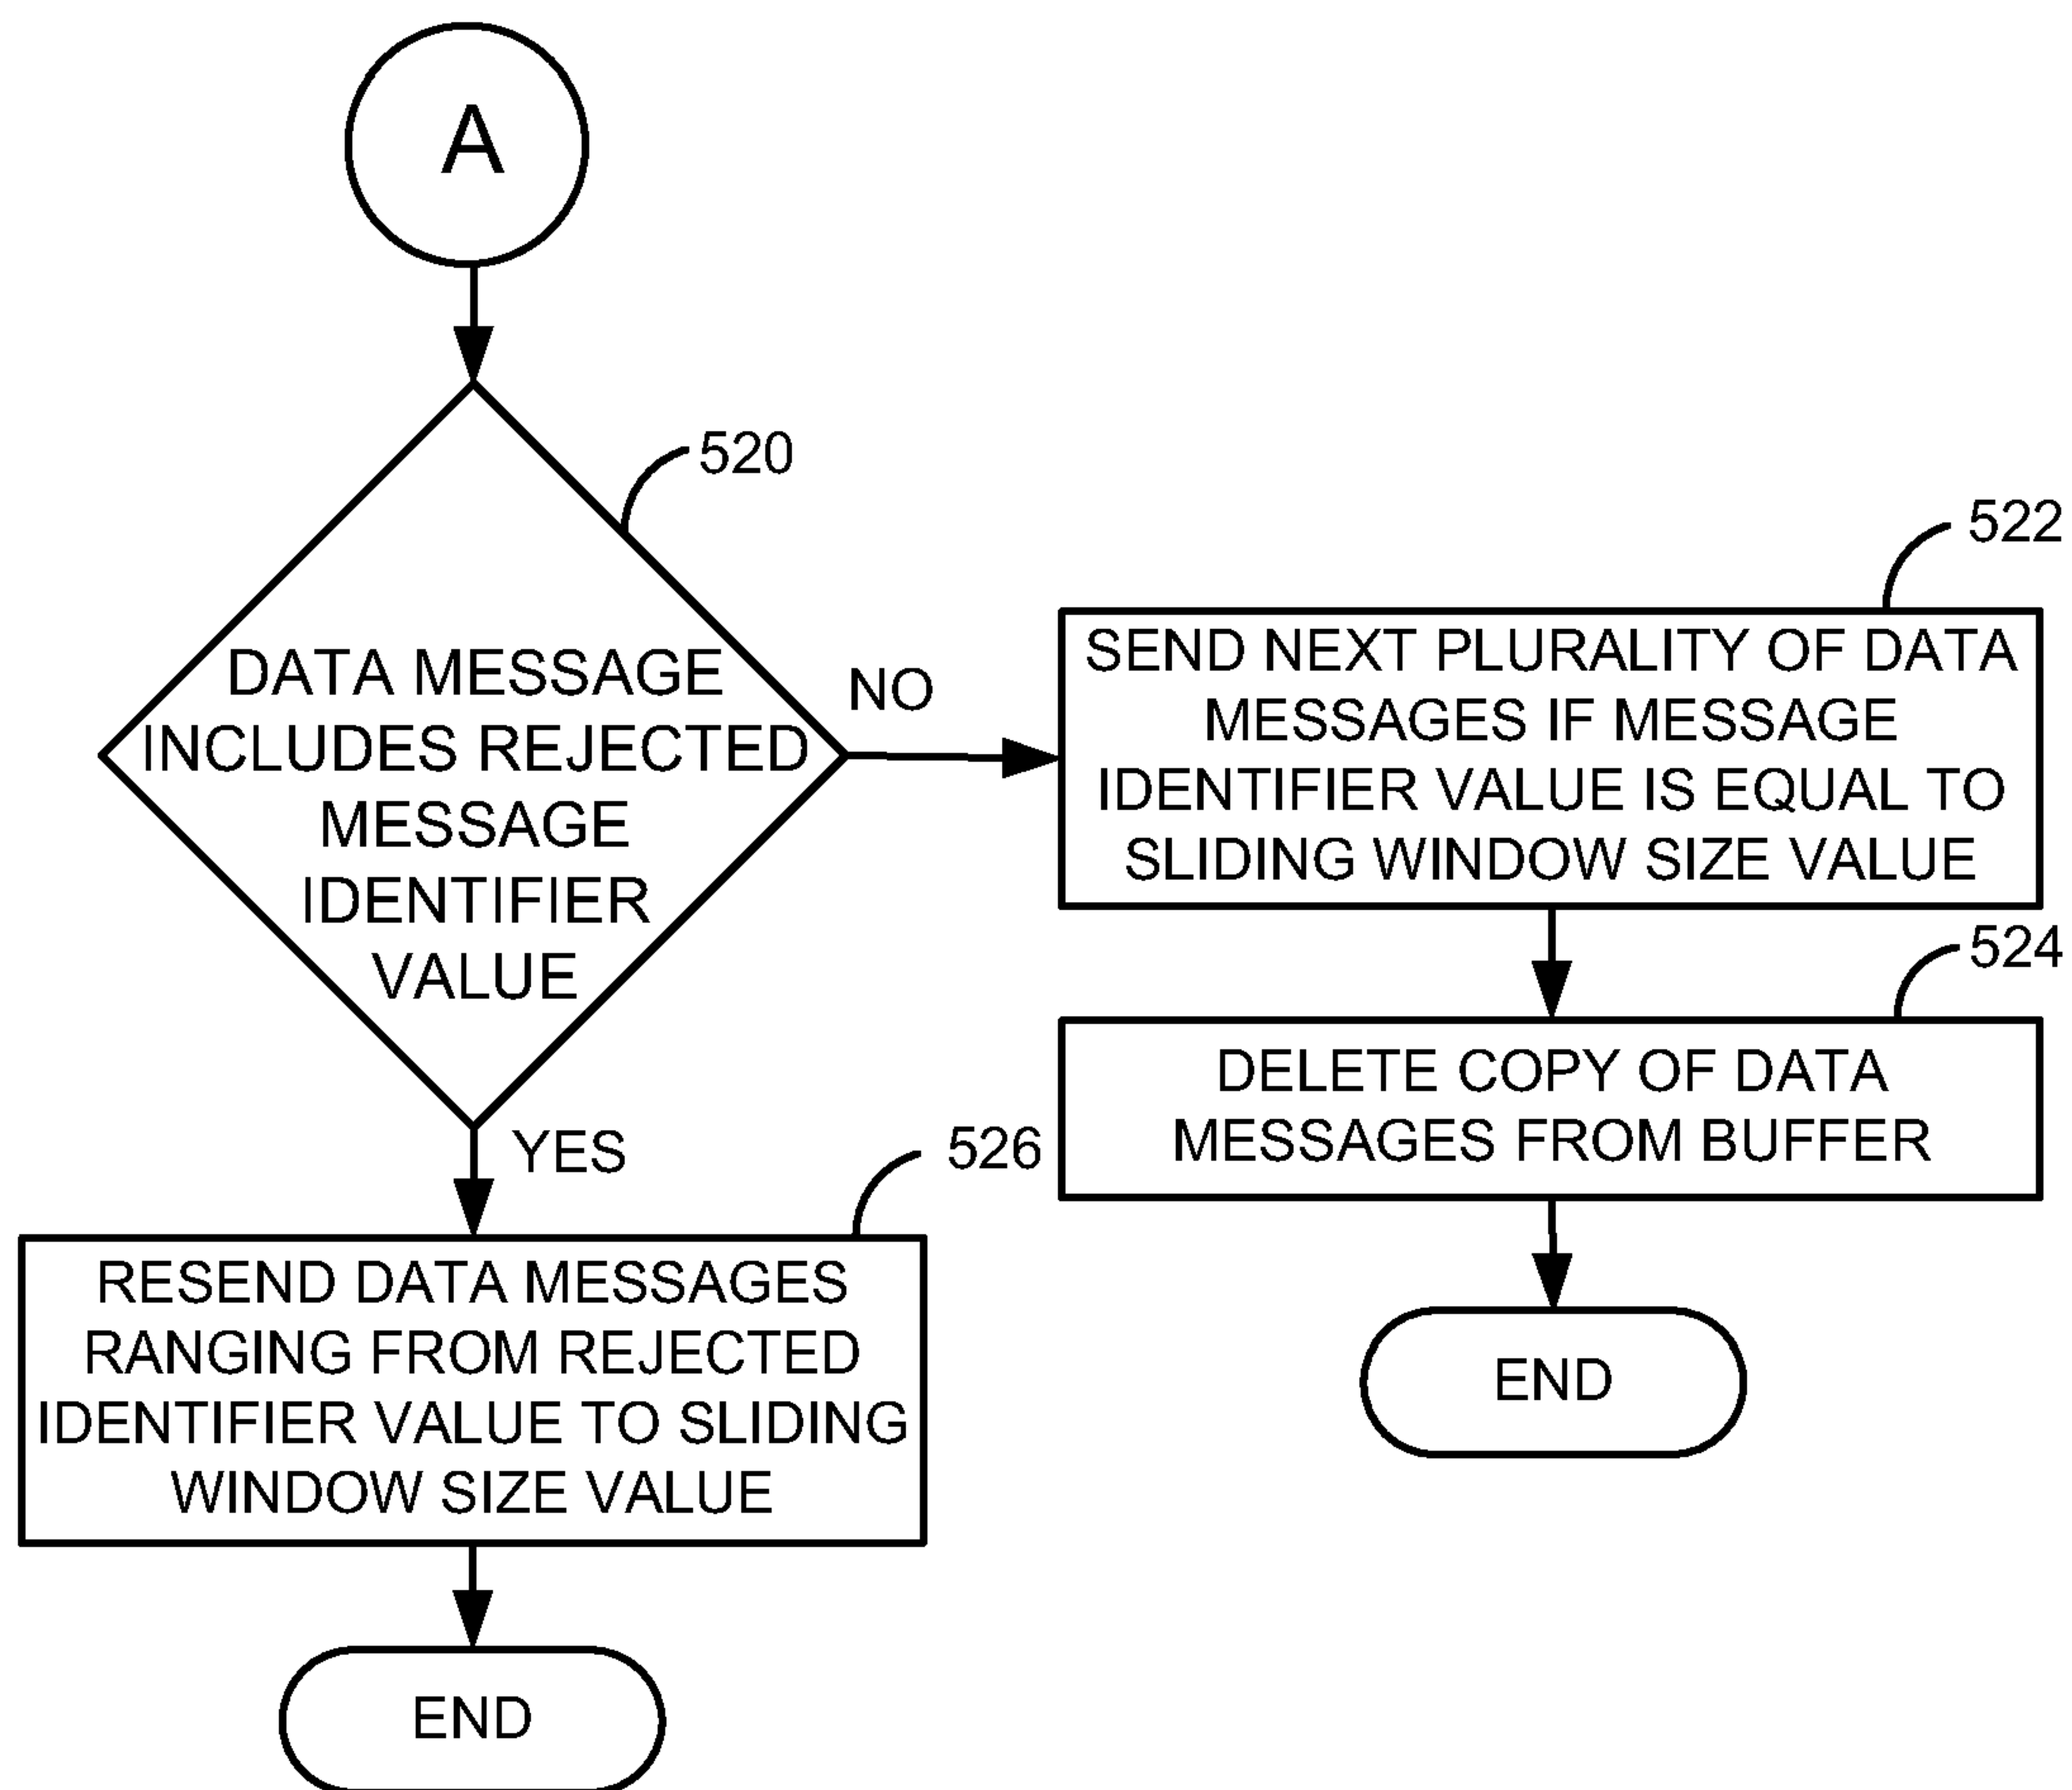 A
520
DATA MESSAGE
INCLUDES REJECTED
MESSAGE
IDENTIFIER
VALUE
NO
YES
522
SEND NEXT PLURALITY OF DATA
MESSAGES IF MESSAGE
IDENTIFIER VALUE IS EQUAL TO
SLIDING WINDOW SIZE VALUE
524
DELETE COPY OF DATA
MESSAGES FROM BUFFER
END
526
RESEND DATA MESSAGES
RANGING FROM REJECTED
IDENTIFIER VALUE TO SLIDING
WINDOW SIZE VALUE
END